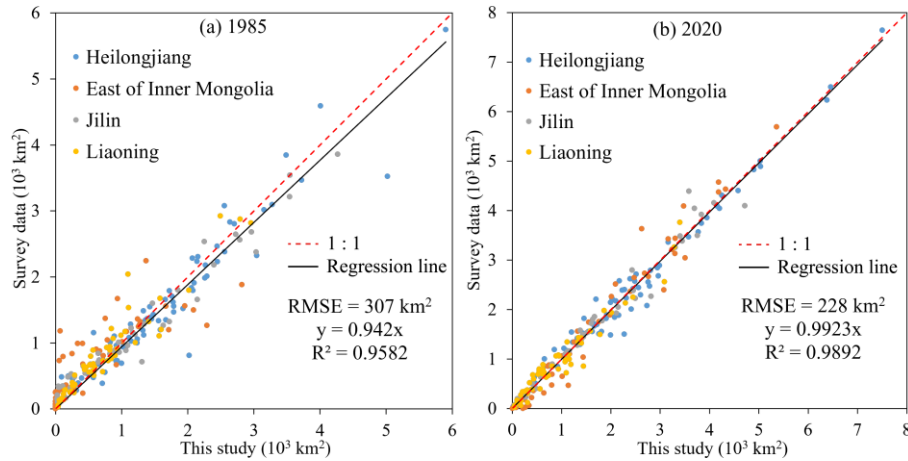 (a) 1985
Heilongjiang
East of Inner Mongolia
Jilin
Liaoning
1 : 1
Regression line
RMSE = 307 km²
y = 0.942x
R² = 0.9582
Survey data (10³ km²)
6
5
4
3
2
1
0
0 1 2 3 4 5 6
This study (10³ km²)
(b) 2020
Heilongjiang
East of Inner Mongolia
Jilin
Liaoning
1 : 1
Regression line
RMSE = 228 km²
y = 0.9923x
R² = 0.9892
Survey data (10³ km²)
8
7
6
5
4
3
2
1
0
0 1 2 3 4 5 6 7 8
This study (10³ km²)